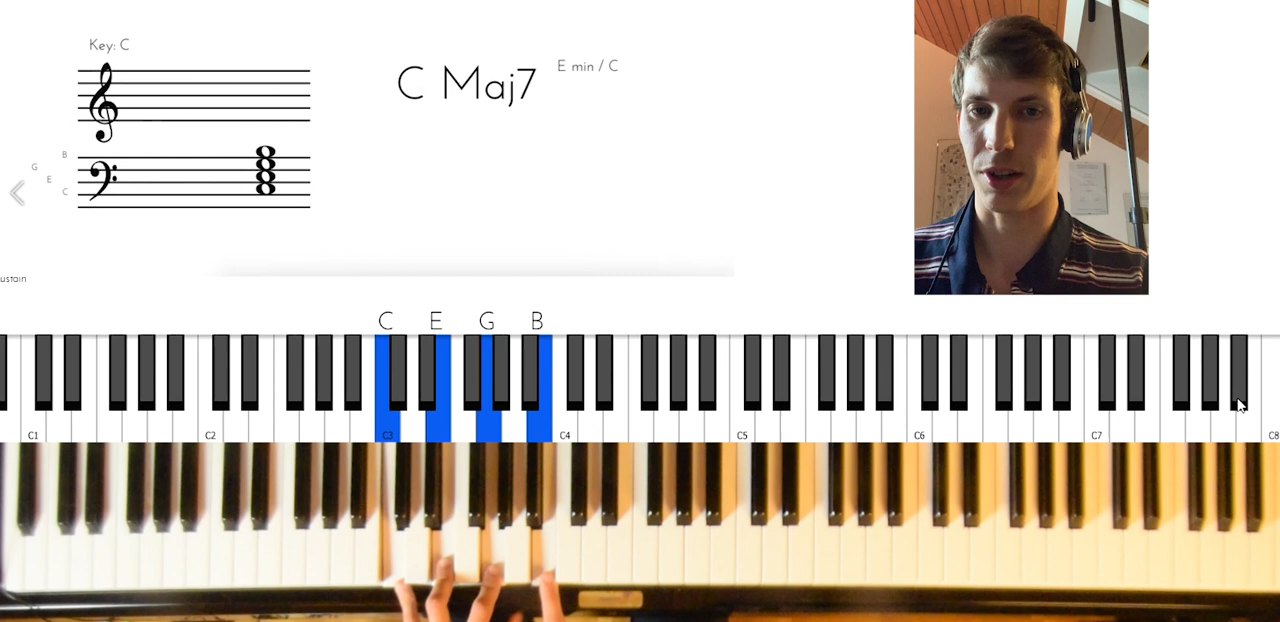 Key: C
C Maj7
E min / C
B
G
E
C
ustain
C E G B
C1 C2 C3 C4 C5 C6 C7 C8